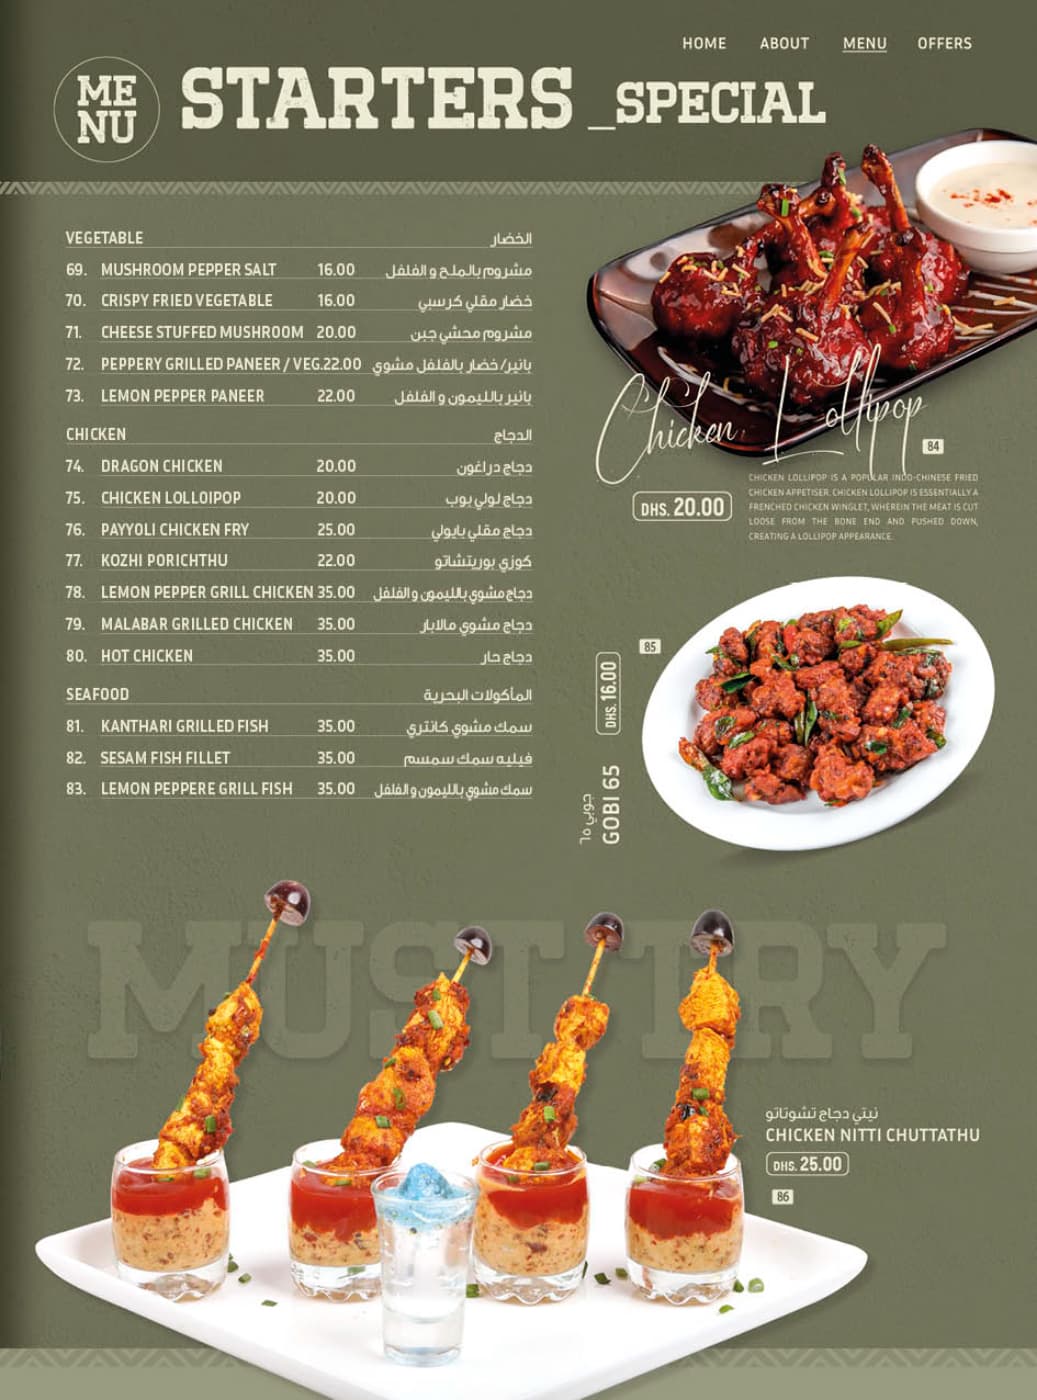 HOME ABOUT MENU OFFERS
ME
NU
STARTERS _SPECIAL
VEGETABLE الخضار
69. MUSHROOM PEPPER SALT 16.00 مشروم بالملح و الفلفل
70. CRISPY FRIED VEGETABLE 16.00 خضار مقلي كرسبي
71. CHEESE STUFFED MUSHROOM 20.00 مشروم محشي جبن
72. PEPPERY GRILLED PANEER / VEG.22.00 بانير/خضار بالفلفل مشوي
73. LEMON PEPPER PANEER 22.00 بانير بالليمون و الفلفل
CHICKEN الدجاج
74. DRAGON CHICKEN 20.00 دجاج دراغون
75. CHICKEN LOLLOIPOP 20.00 دجاج لولي بوب
76. PAYYOLI CHICKEN FRY 25.00 دجاج مقلي بايولي
77. KOZHI PORICHTHU 22.00 كوزي بوريتشاتو
78. LEMON PEPPER GRILL CHICKEN 35.00 دجاج مشوي بالليمون و الفلفل
79. MALABAR GRILLED CHICKEN 35.00 دجاج مشوي مالابار
80. HOT CHICKEN 35.00 دجاج حار
SEAFOOD المأكولات البحرية
81. KANTHARI GRILLED FISH 35.00 سمك مشوي كانتري
82. SESAM FISH FILLET 35.00 فيليه سمك سمسم
83. LEMON PEPPERE GRILL FISH 35.00 سمك مشوي بالليمون و الفلفل
Chicken Lollipop
84
DHS. 20.00
CHICKEN LOLLIPOP IS A POPULAR INDO-CHINESE FRIED
CHICKEN APPETISER. CHICKEN LOLLIPOP IS ESSENTIALLY A
FRENCHED CHICKEN WINGLET, WHEREIN THE MEAT IS CUT
LOOSE FROM THE BONE END AND PUSHED DOWN,
CREATING A LOLLIPOP APPEARANCE.
85
DHS. 16.00
جوبي ٦٥
GOBI 65
MUST TRY
نيتي دجاج تشوتاتو
CHICKEN NITTI CHUTTATHU
DHS. 25.00
86